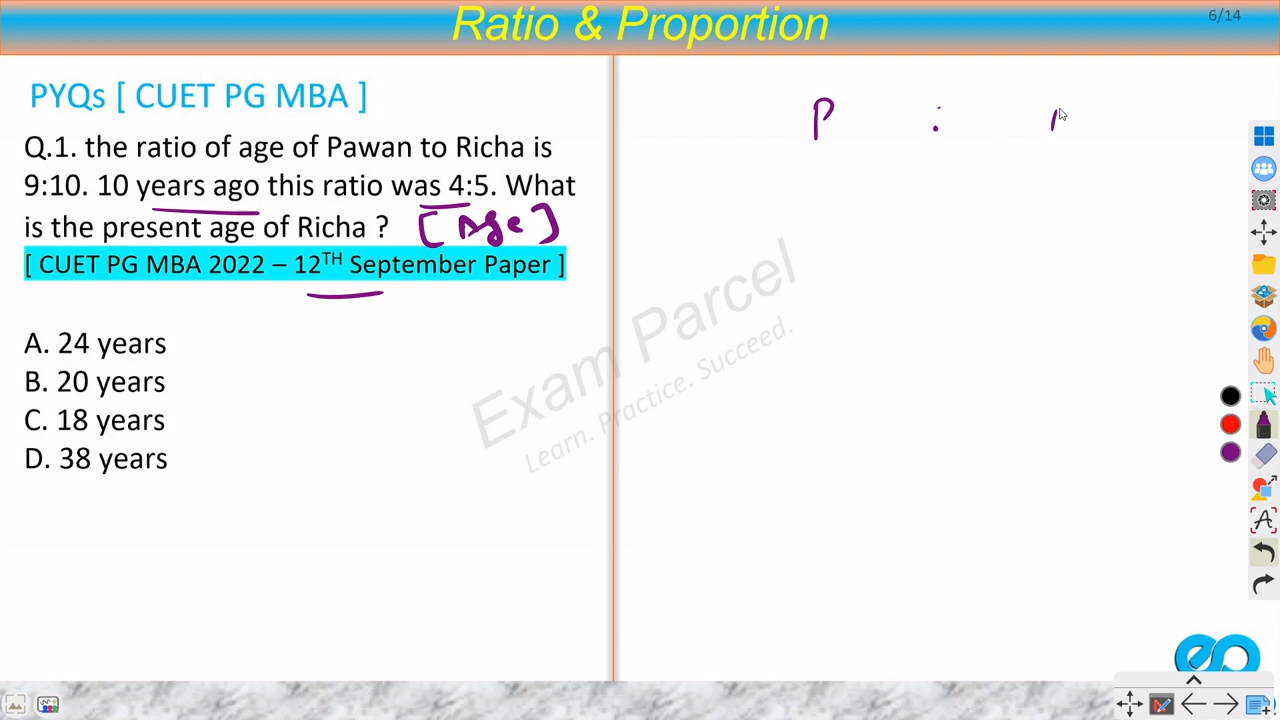 Ratio & Proportion
6/14
PYQs [ CUET PG MBA ]
Q.1. the ratio of age of Pawan to Richa is
9:10. 10 years ago this ratio was 4:5. What
is the present age of Richa ? [ Age ]
[ CUET PG MBA 2022 – 12TH September Paper ]
A. 24 years
B. 20 years
C. 18 years
D. 38 years
P :
Exam Parcel
Learn. Practice. Succeed.